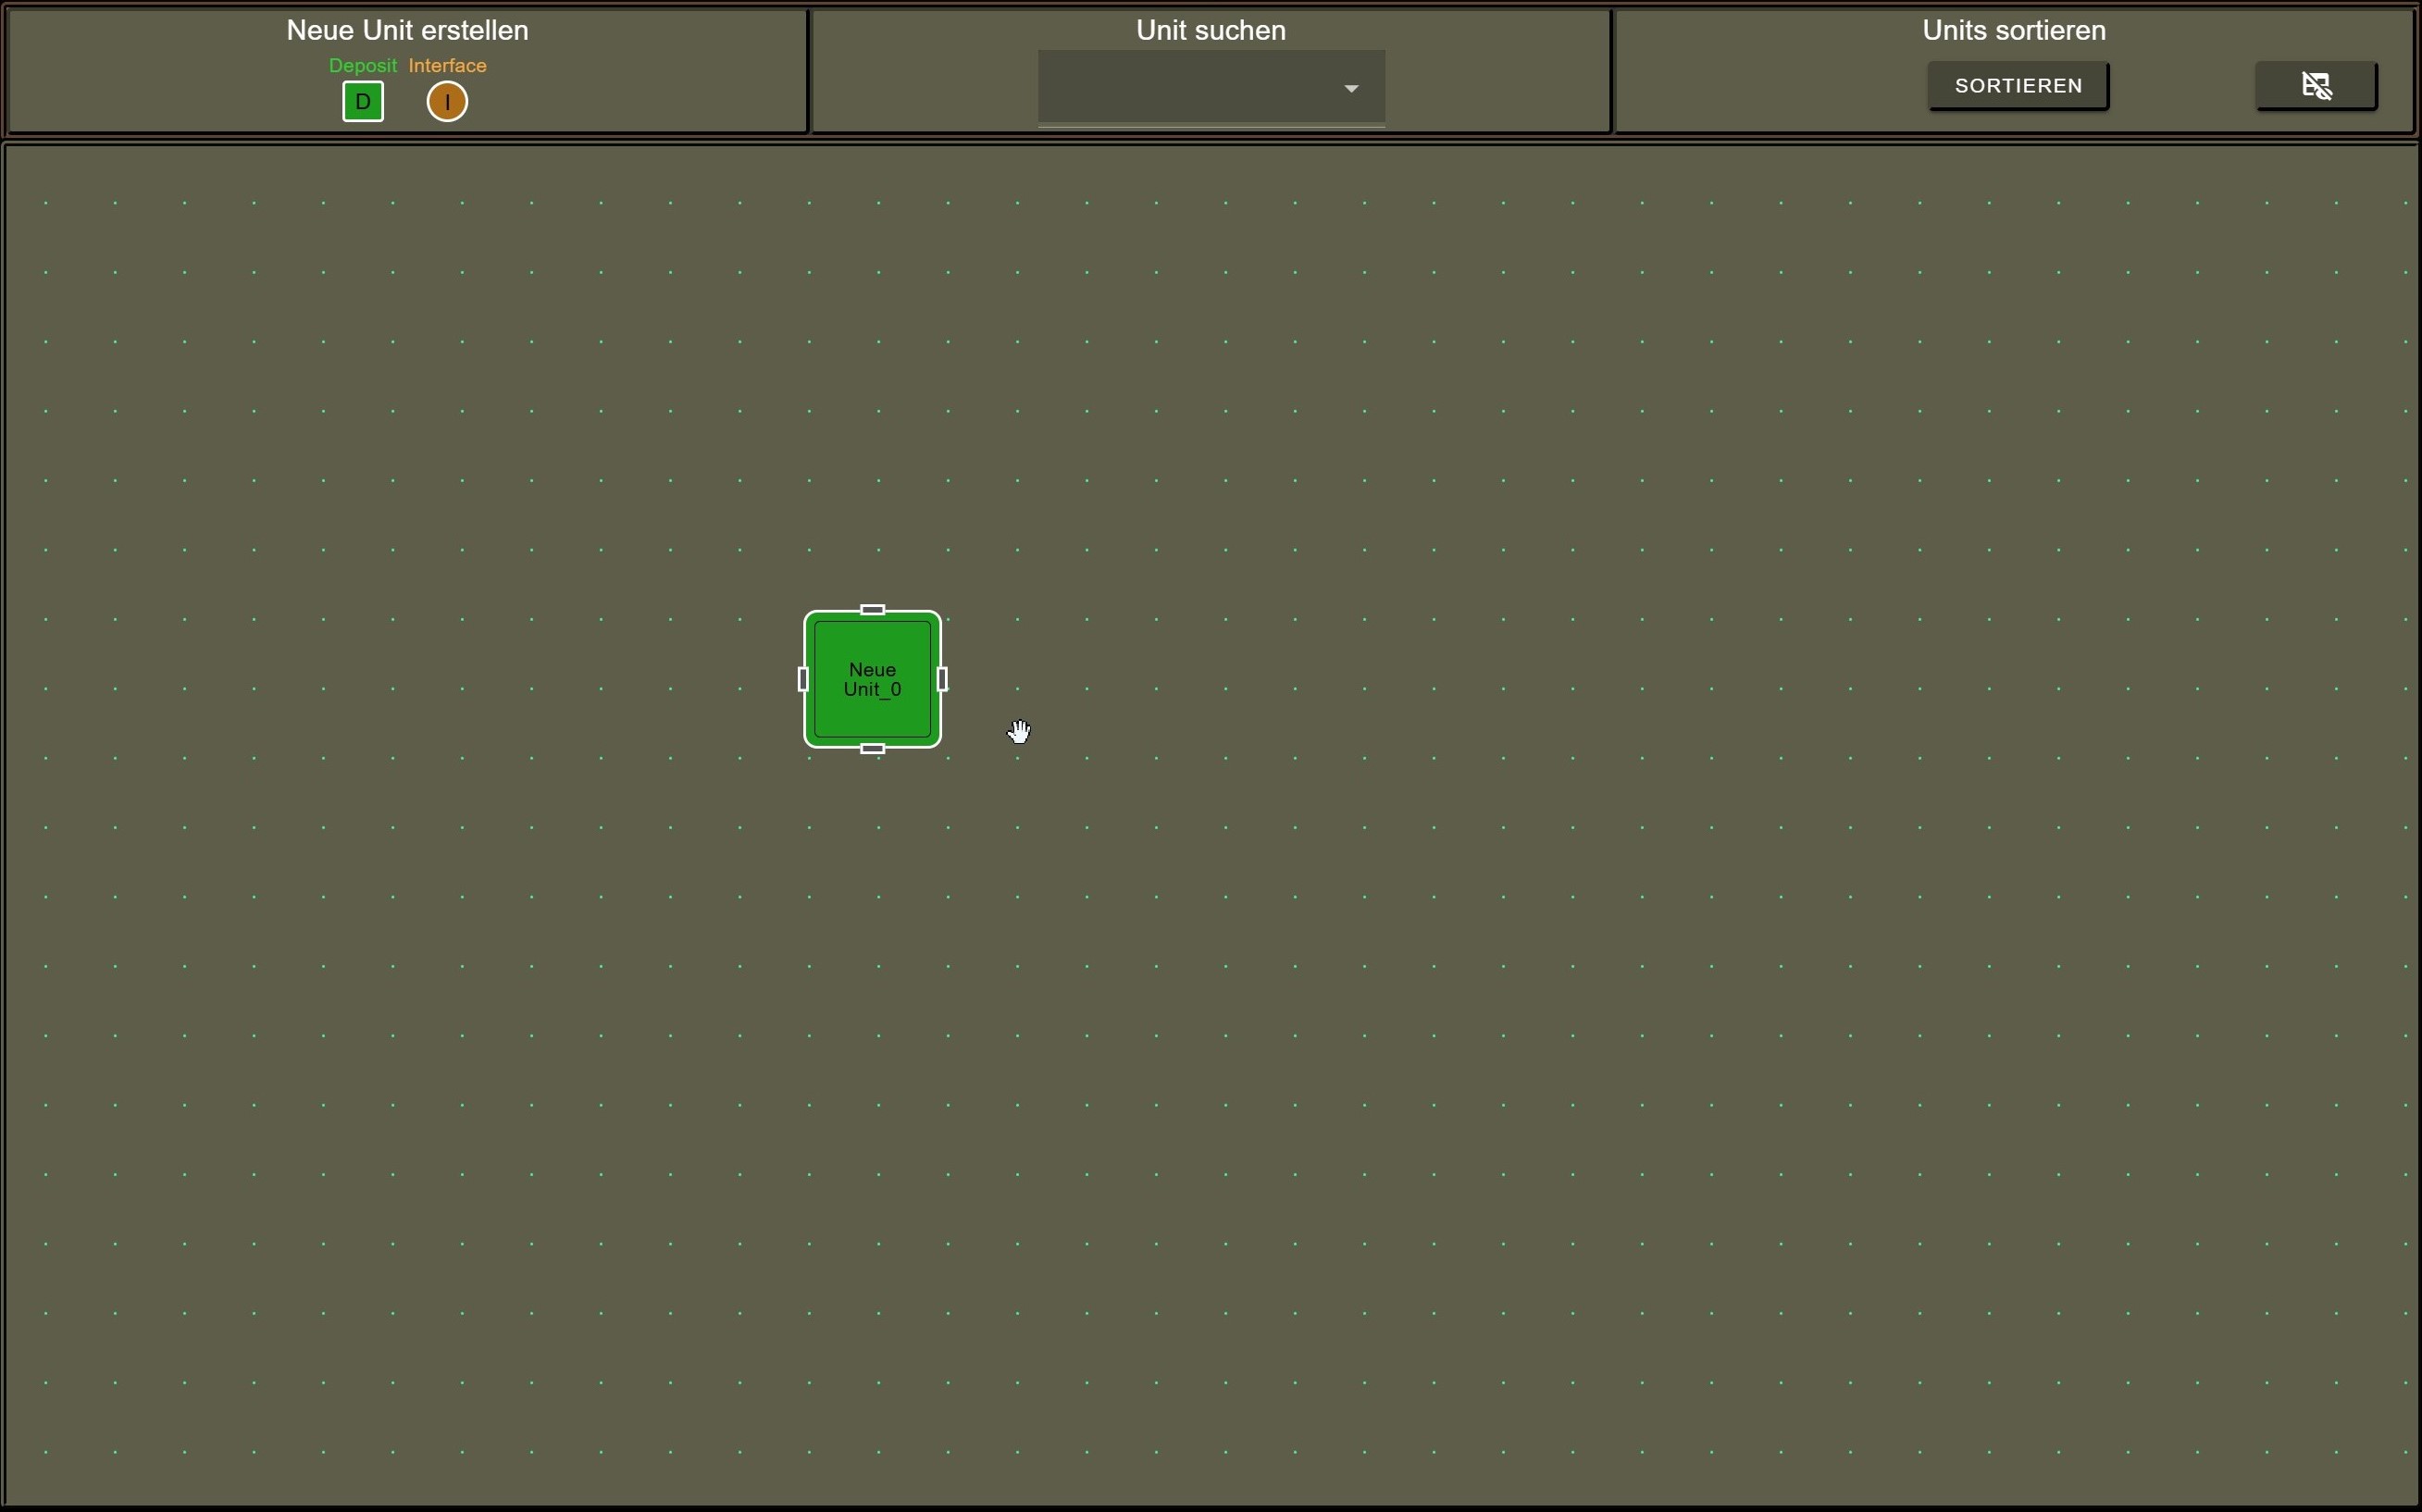 Neue Unit erstellen
Deposit Interface
D I
Unit suchen
Units sortieren
SORTIEREN
Neue
Unit_0